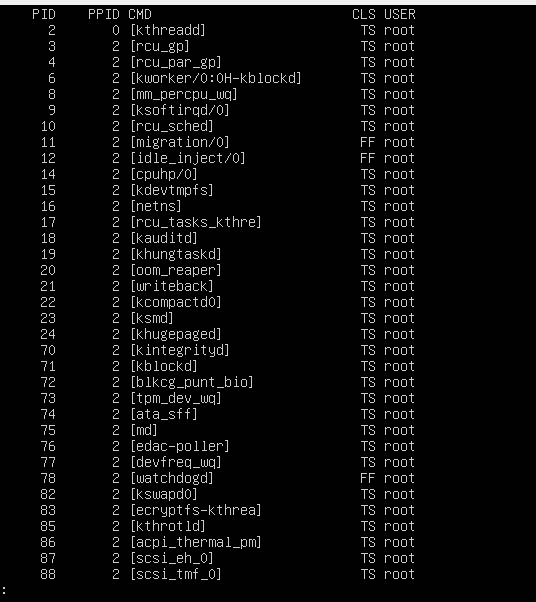 PID PPID CMD CLS USER
2 0 [kthreadd] TS root
3 2 [rcu_gp] TS root
4 2 [rcu_par_gp] TS root
6 2 [kworker/0:0H-kblockd] TS root
8 2 [mm_percpu_wq] TS root
9 2 [ksoftirqd/0] TS root
10 2 [rcu_sched] TS root
11 2 [migration/0] FF root
12 2 [idle_inject/0] FF root
14 2 [cpuhp/0] TS root
15 2 [kdevtmpfs] TS root
16 2 [netns] TS root
17 2 [rcu_tasks_kthre] TS root
18 2 [kauditd] TS root
19 2 [khungtaskd] TS root
20 2 [oom_reaper] TS root
21 2 [writeback] TS root
22 2 [kcompactd0] TS root
23 2 [ksmd] TS root
24 2 [khugepaged] TS root
70 2 [kintegrityd] TS root
71 2 [kblockd] TS root
72 2 [blkcg_punt_bio] TS root
73 2 [tpm_dev_wq] TS root
74 2 [ata_sff] TS root
75 2 [md] TS root
76 2 [edac-poller] TS root
77 2 [devfreq_wq] TS root
78 2 [watchdogd] FF root
82 2 [kswapd0] TS root
83 2 [ecryptfs-kthrea] TS root
85 2 [kthrotld] TS root
86 2 [acpi_thermal_pm] TS root
87 2 [scsi_eh_0] TS root
88 2 [scsi_tmf_0] TS root
: